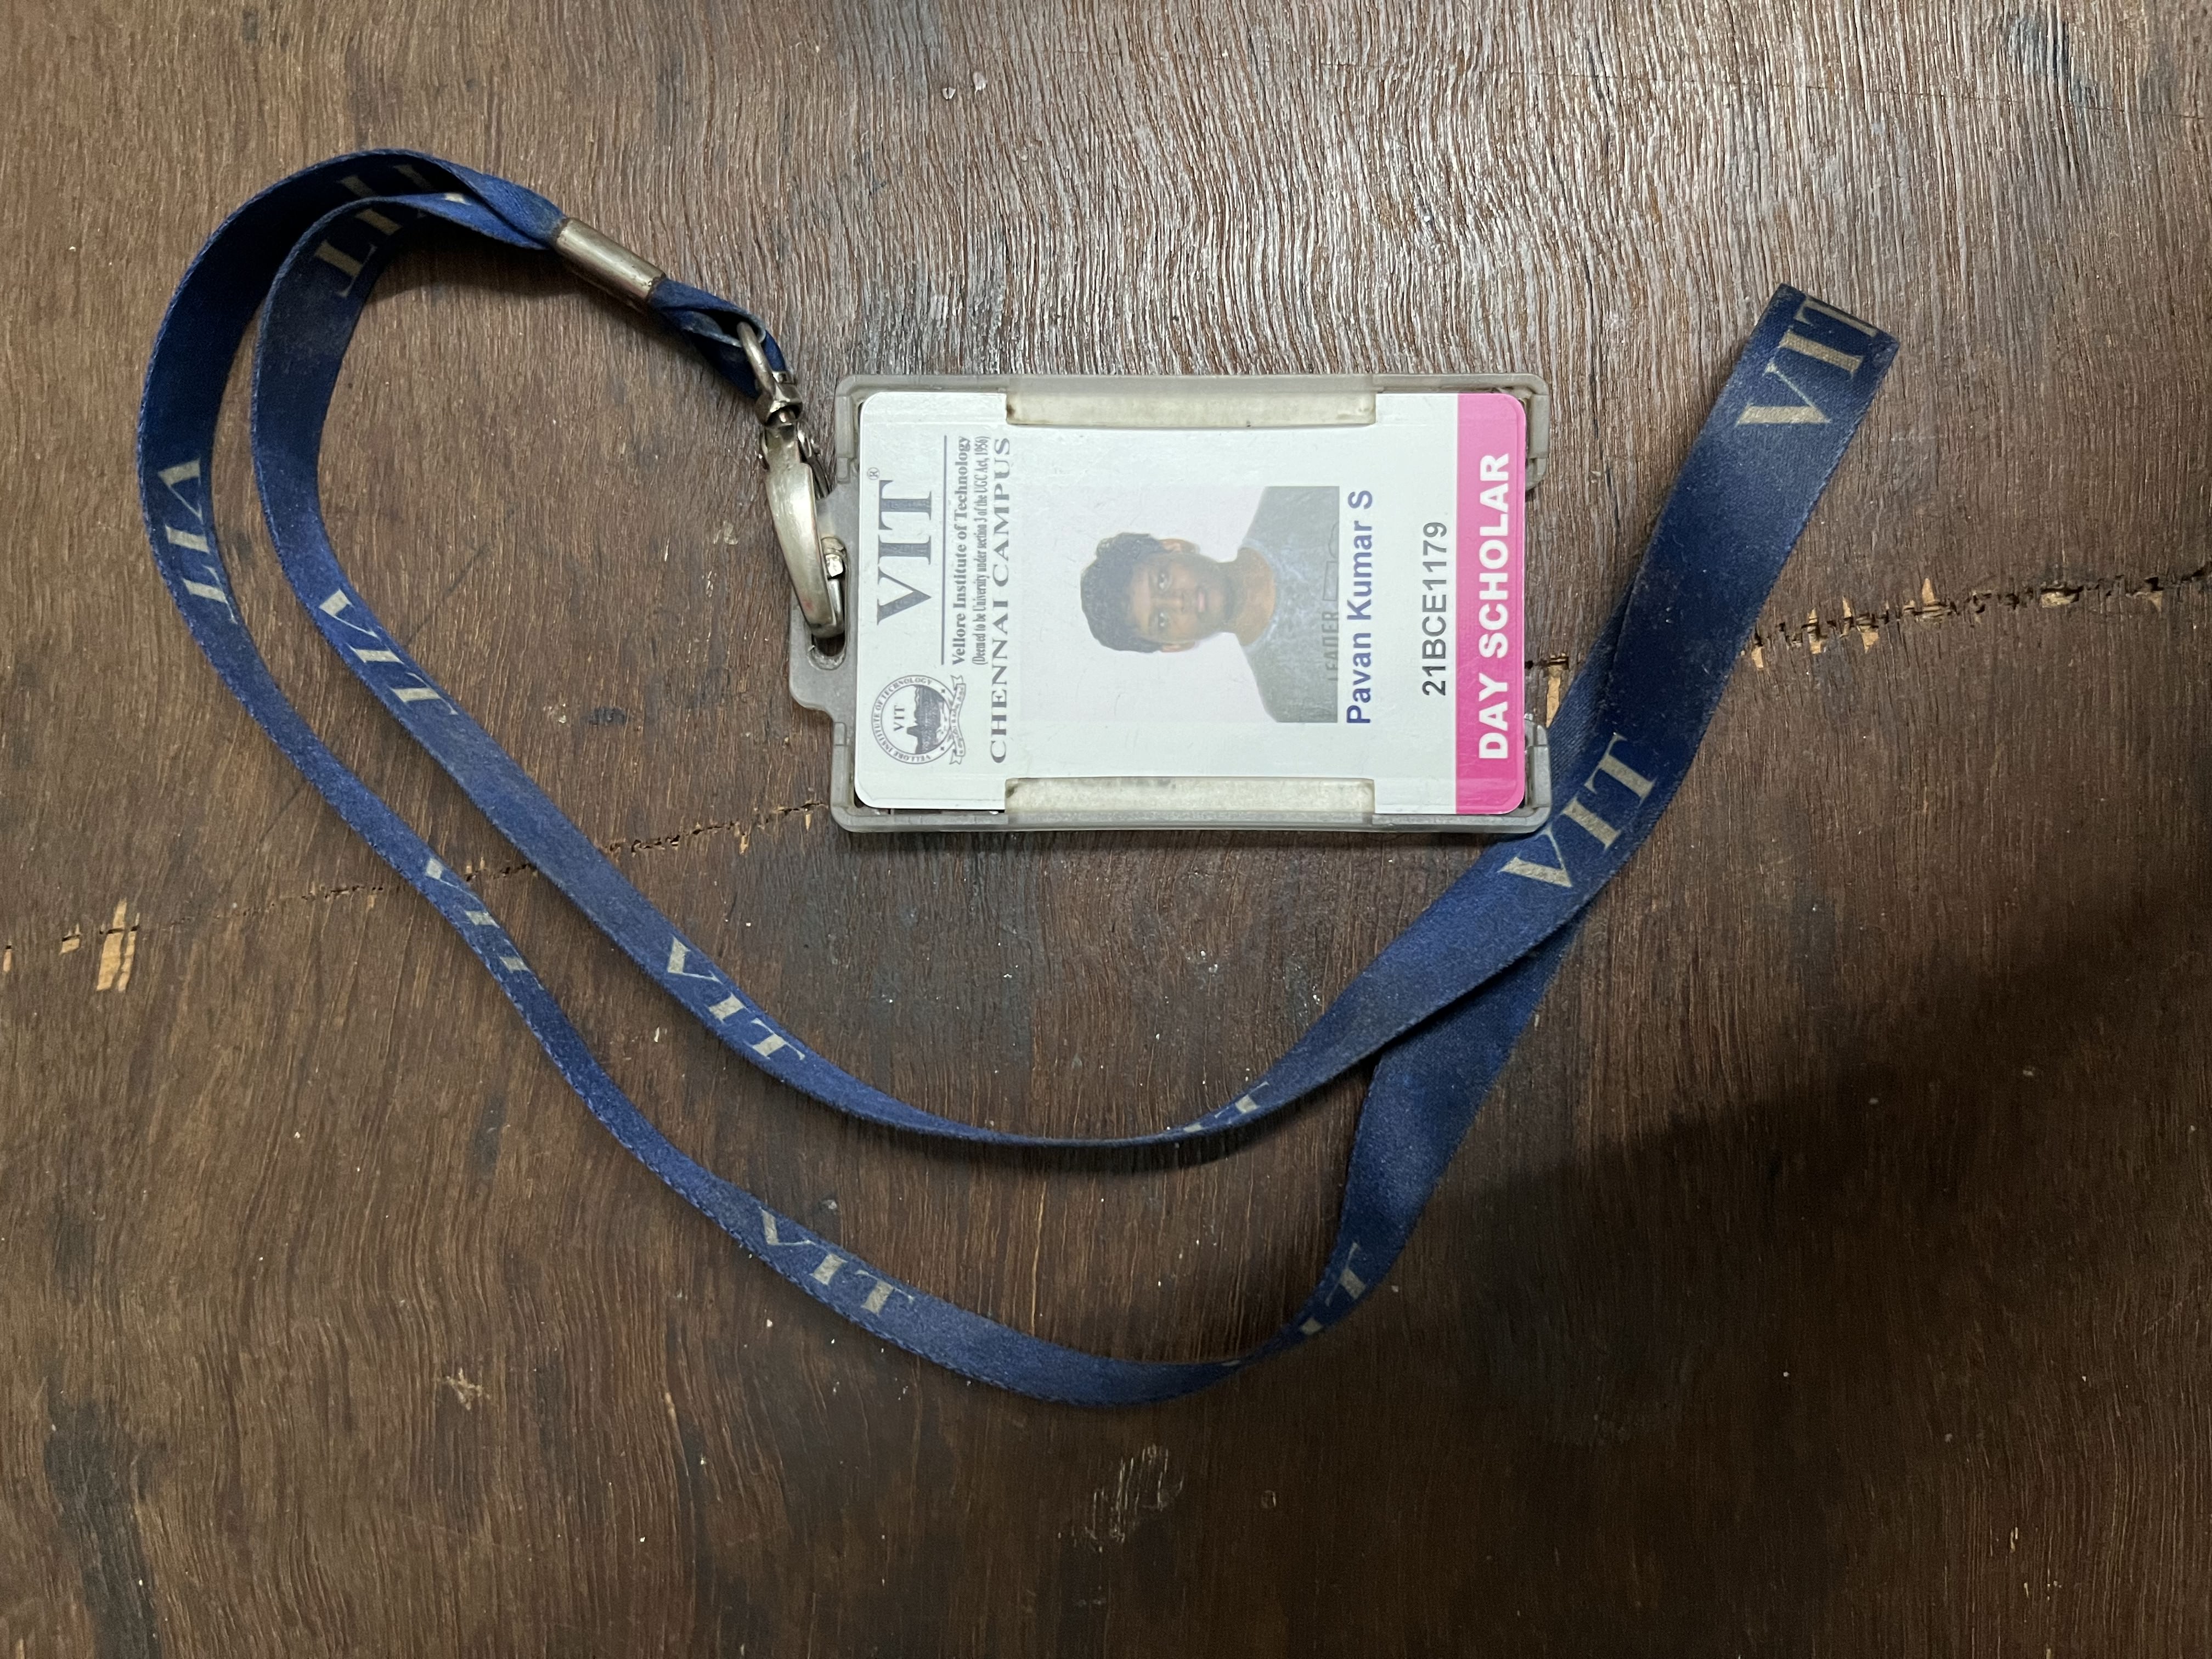 VIT
VIT
VIT
VIT
VIT
VIT
VELLORE INSTITUTE OF TECHNOLOGY
VIT
VIT®
Vellore Institute of Technology
(Deemed to be University under section 3 of the UGC Act, 1956)
CHENNAI CAMPUS
LEADER
Pavan Kumar S
21BCE1179
DAY SCHOLAR
VIT
VIT